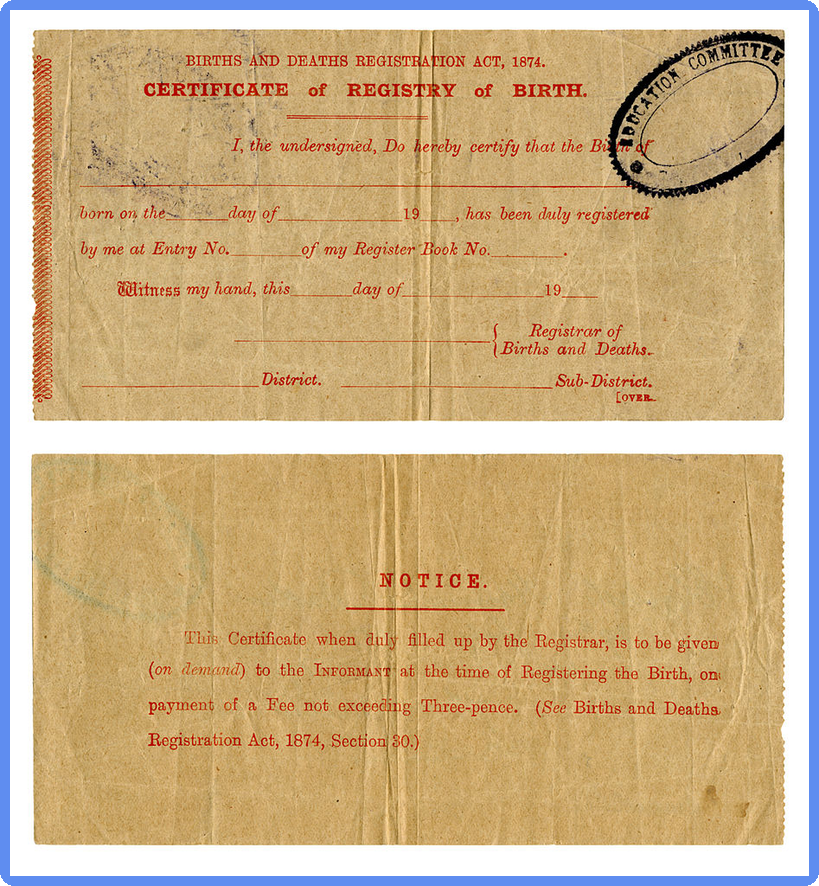 BIRTHS AND DEATHS REGISTRATION ACT, 1874.
CERTIFICATE of REGISTRY of BIRTH.
EDUCATION COMMITTEE
I, the undersigned, Do hereby certify that the Birth of
born on the day of 19 , has been duly registered
by me at Entry No. of my Register Book No. .
Witness my hand, this day of 19
{ Registrar of
Births and Deaths.
District. Sub-District.
[OVER.
NOTICE.
This Certificate when duly filled up by the Registrar, is to be given
(on demand) to the INFORMANT at the time of Registering the Birth, on
payment of a Fee not exceeding Three-pence. (See Births and Deaths
Registration Act, 1874, Section 30.)